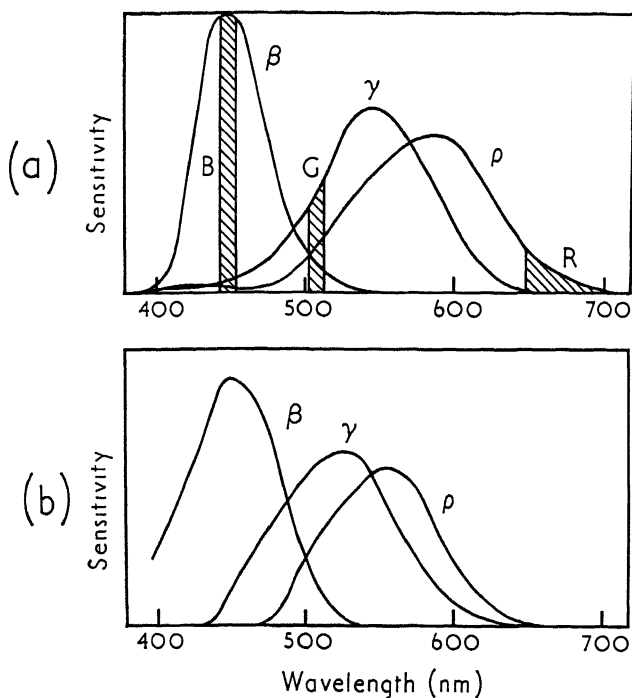 (a)
Sensitivity
β
γ
ρ
B
G
R
400 500 600 700
(b)
Sensitivity
β
γ
ρ
400 500 600 700
Wavelength (nm)